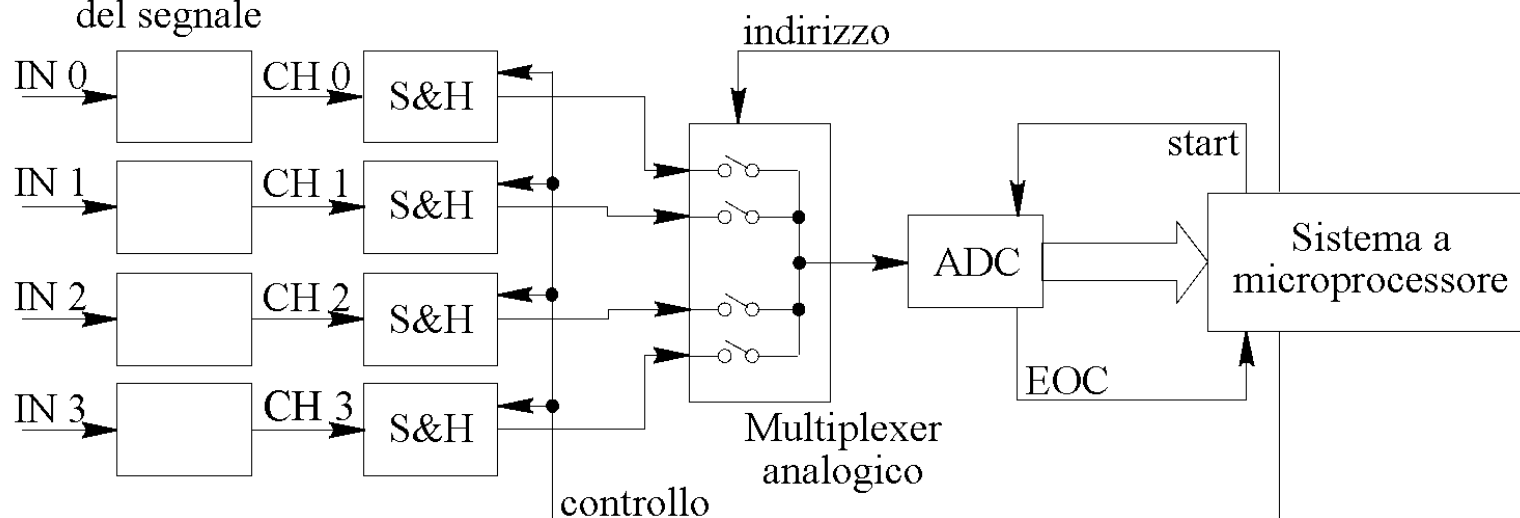 del segnale
indirizzo
IN 0
CH 0
S&H
start
IN 1
CH 1
S&H
ADC
Sistema a
microprocessore
IN 2
CH 2
S&H
EOC
IN 3
CH 3
S&H
Multiplexer
analogico
controllo